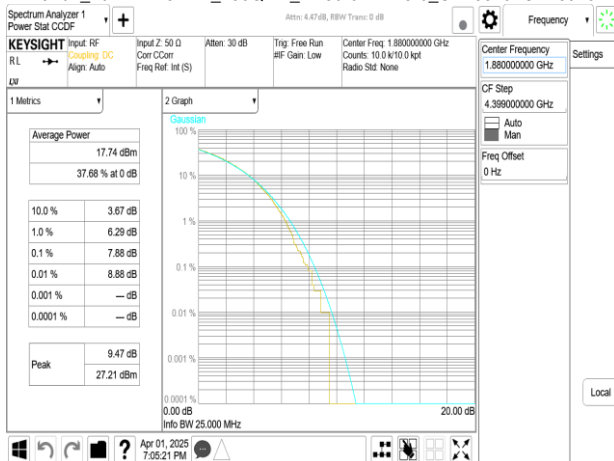 Spectrum Analyzer 1
Power Stat CCDF
+
Attn: 4.47dB, RBW Trans: 0 dB
Frequency
KEYSIGHT
RL
LXI
Input: RF
Coupling: DC
Align: Auto
Input Z: 50 Ω
Corr CCorr
Freq Ref: Int (S)
Atten: 30 dB
Trig: Free Run
#IF Gain: Low
Center Freq: 1.880000000 GHz
Counts: 10.0 k/10.0 kpt
Radio Std: None
Center Frequency
1.880000000 GHz
Settings
CF Step
4.399000000 GHz
Auto
Man
Freq Offset
0 Hz
1 Metrics
Average Power
17.74 dBm
37.68 % at 0 dB
10.0 % 3.67 dB
1.0 % 6.29 dB
0.1 % 7.88 dB
0.01 % 8.88 dB
0.001 % --- dB
0.0001 % --- dB
Peak
9.47 dB
27.21 dBm
2 Graph
Gaussian
100 %
10 %
1 %
0.1 %
0.01 %
0.001 %
0.0001 %
0.00 dB 20.00 dB
Info BW 25.000 MHz
Local
?
Apr 01, 2025
7:05:21 PM